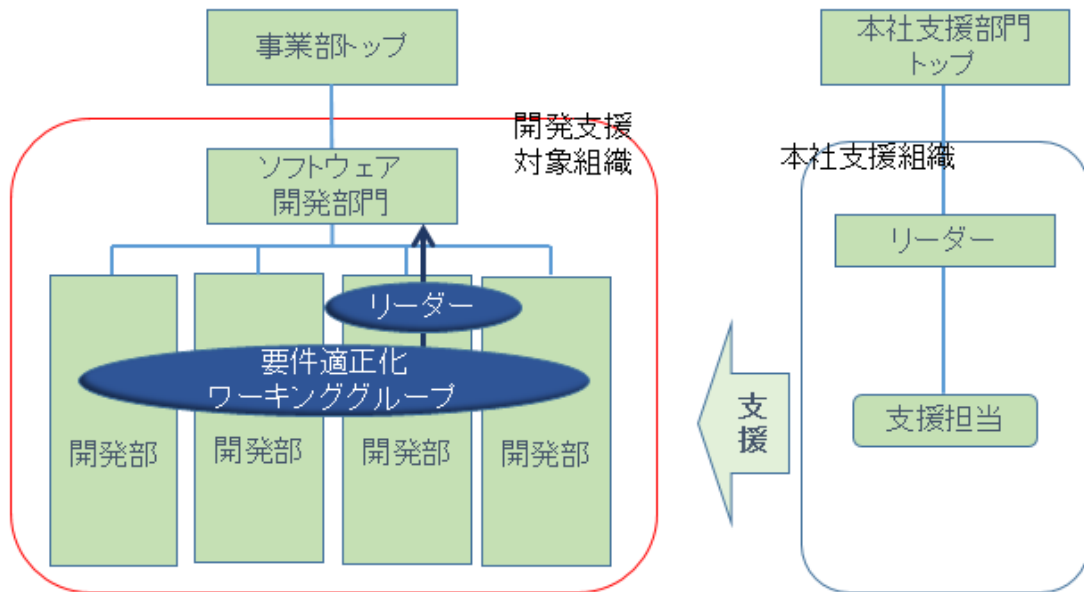 事業部トップ
開発支援
対象組織
ソフトウェア
開発部門
リーダー
要件適正化
ワーキンググループ
開発部
開発部
開発部
開発部
支援
本社支援部門
トップ
本社支援組織
リーダー
支援担当